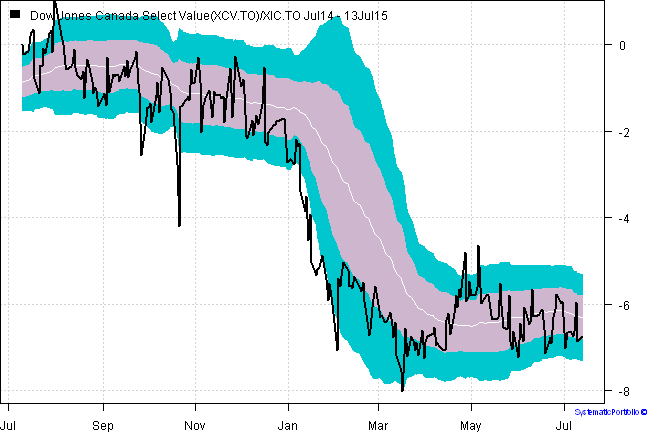 Dow Jones Canada Select Value(XCV.TO)/XIC.TO Jul14 - 13Jul15
0
-2
-4
-6
-8
Jul Sep Nov Jan Mar May Jul
SystematicPortfolio ©